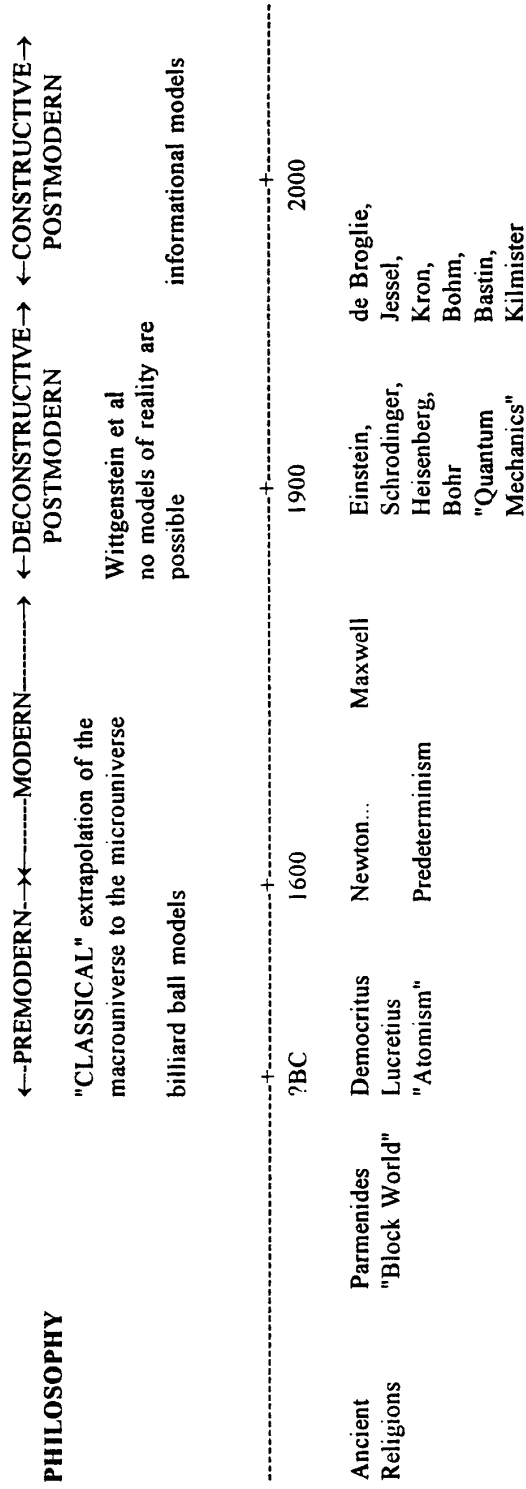 ←--PREMODERN--→←------MODERN--------→ ←DECONSTRUCTIVE→ ←CONSTRUCTIVE→
POSTMODERN POSTMODERN
PHILOSOPHY
"CLASSICAL" extrapolation of the
macrouniverse to the microuniverse
billiard ball models
Wittgenstein et al
no models of reality are
possible
informational models
?BC 1600 1900 2000
Ancient
Religions
Parmenides
"Block World"
Democritus
Lucretius
"Atomism"
Newton...
Predeterminism
Maxwell
Einstein,
Schrodinger,
Heisenberg,
Bohr
"Quantum
Mechanics"
de Broglie,
Jessel,
Kron,
Bohm,
Bastin,
Kilmister